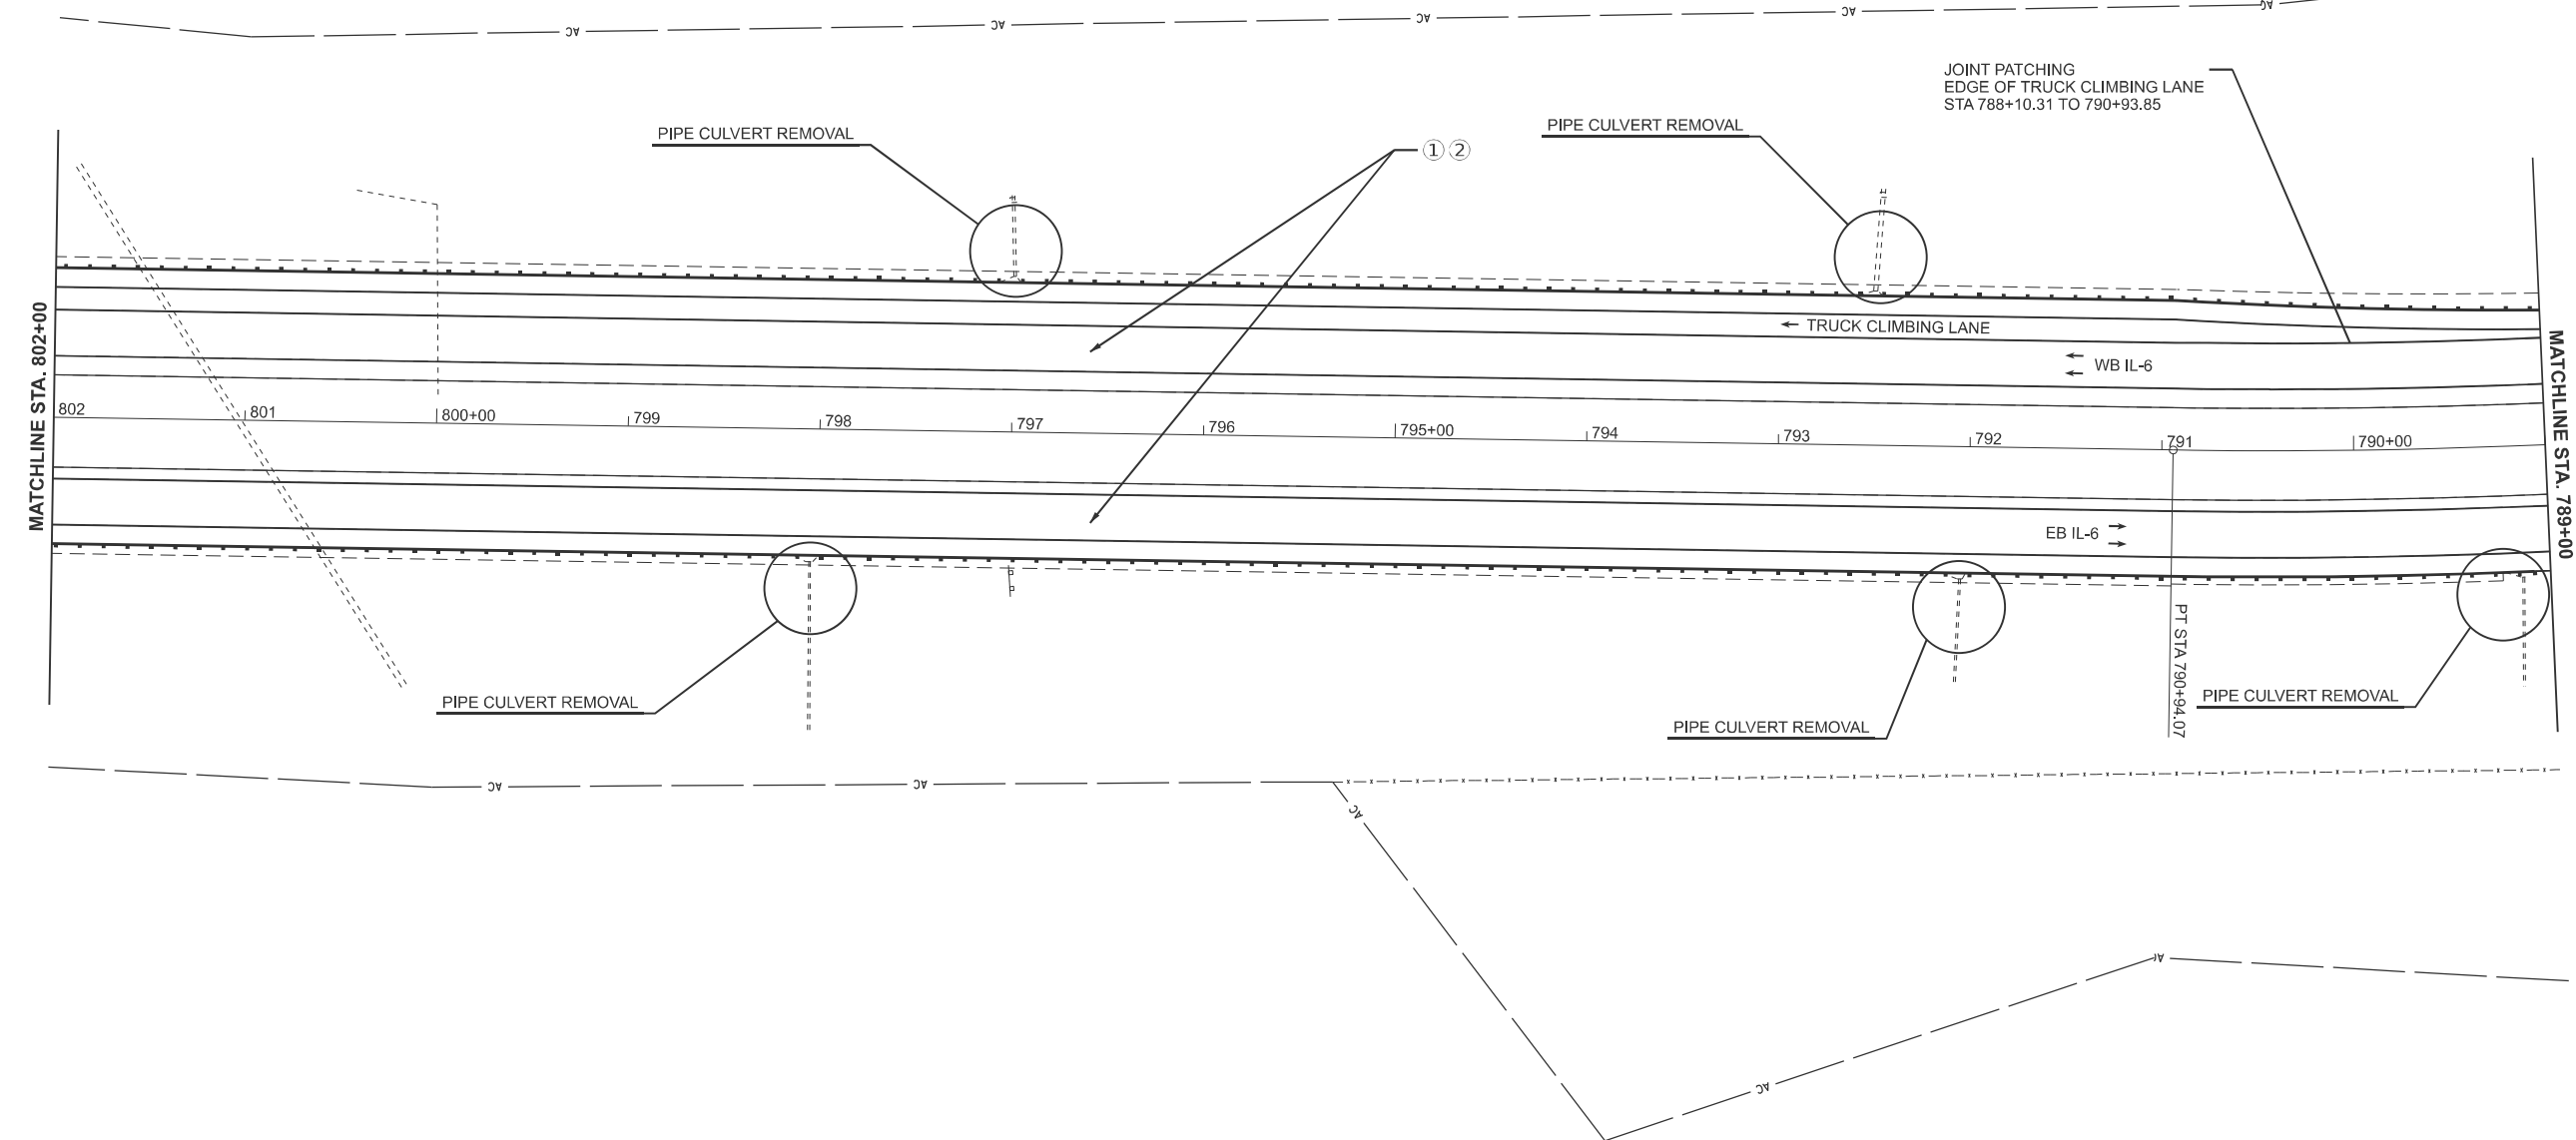 AC
AC
AC
AC
AC
JOINT PATCHING
EDGE OF TRUCK CLIMBING LANE
STA 788+10.31 TO 790+93.85
PIPE CULVERT REMOVAL
PIPE CULVERT REMOVAL
① ②
MATCHLINE STA. 802+00
TRUCK CLIMBING LANE
WB IL-6
MATCHLINE STA. 789+00
802
801
800+00
799
798
797
796
795+00
794
793
792
791
790+00
EB IL-6
PT STA 790+94.07
PIPE CULVERT REMOVAL
PIPE CULVERT REMOVAL
PIPE CULVERT REMOVAL
AC
AC
AC
AC
AC